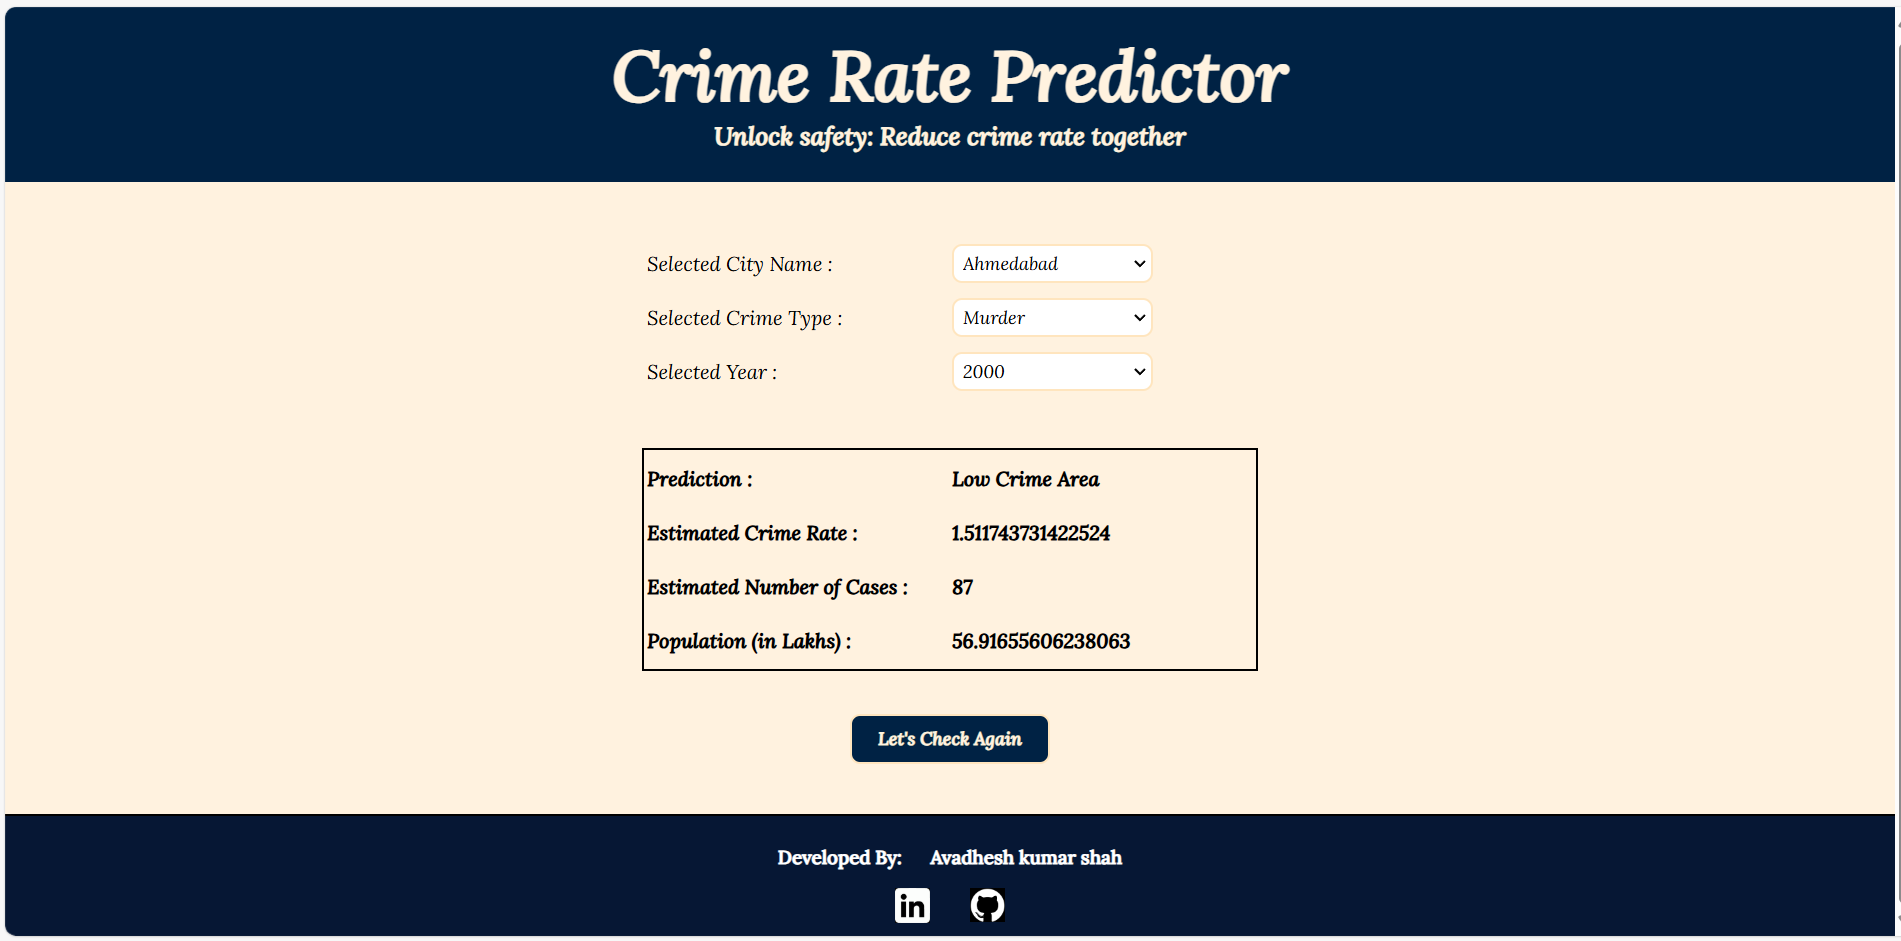 Crime Rate Predictor
Unlock safety: Reduce crime rate together
Selected City Name : Ahmedabad
Selected Crime Type : Murder
Selected Year : 2000
Prediction : Low Crime Area
Estimated Crime Rate : 1.511743731422524
Estimated Number of Cases : 87
Population (in Lakhs) : 56.91655606238063
Let's Check Again
Developed By: Avadhesh kumar shah
in